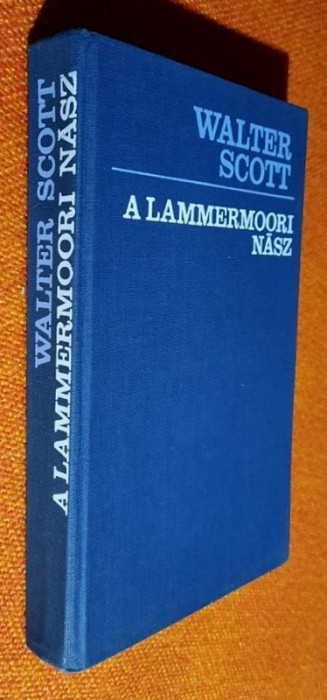 WALTER
SCOTT
A LAMMERMOORI
NÁSZ
WALTER SCOTT
A LAMMERMOORI NÁSZ